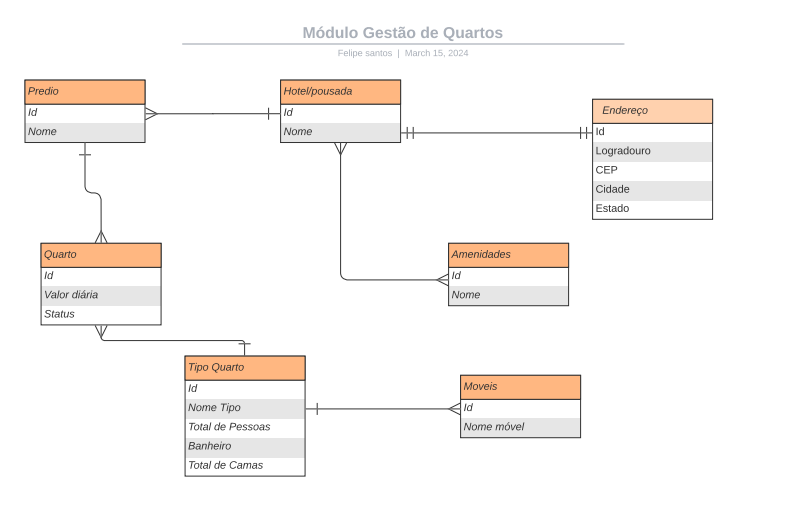 Módulo Gestão de Quartos
Felipe santos | March 15, 2024
Predio
Id
Nome
Hotel/pousada
Id
Nome
Endereço
Id
Logradouro
CEP
Cidade
Estado
Quarto
Id
Valor diária
Status
Amenidades
Id
Nome
Tipo Quarto
Id
Nome Tipo
Total de Pessoas
Banheiro
Total de Camas
Moveis
Id
Nome móvel